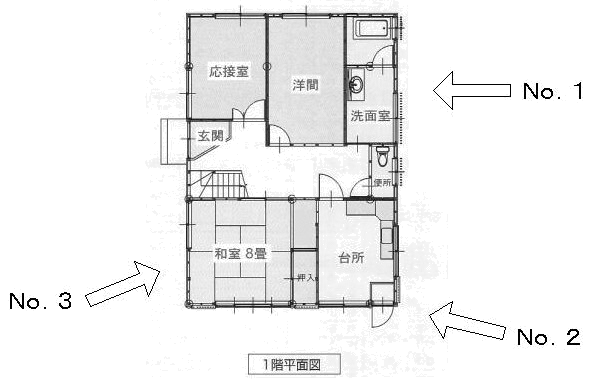 応接室
洋間
洗面室
No. 1
玄関
便所
和室 8畳
押入
台所
No. 3
No. 2
1階平面図